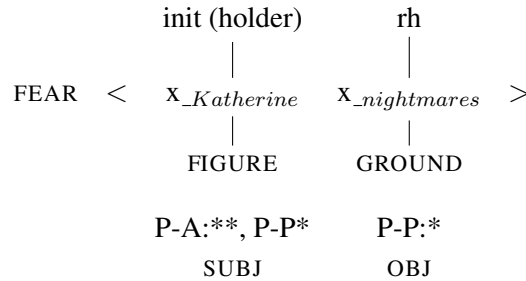 init (holder) rh
FEAR < x_Katherine x_nightmares >
FIGURE GROUND
P-A:**, P-P* P-P:*
SUBJ OBJ